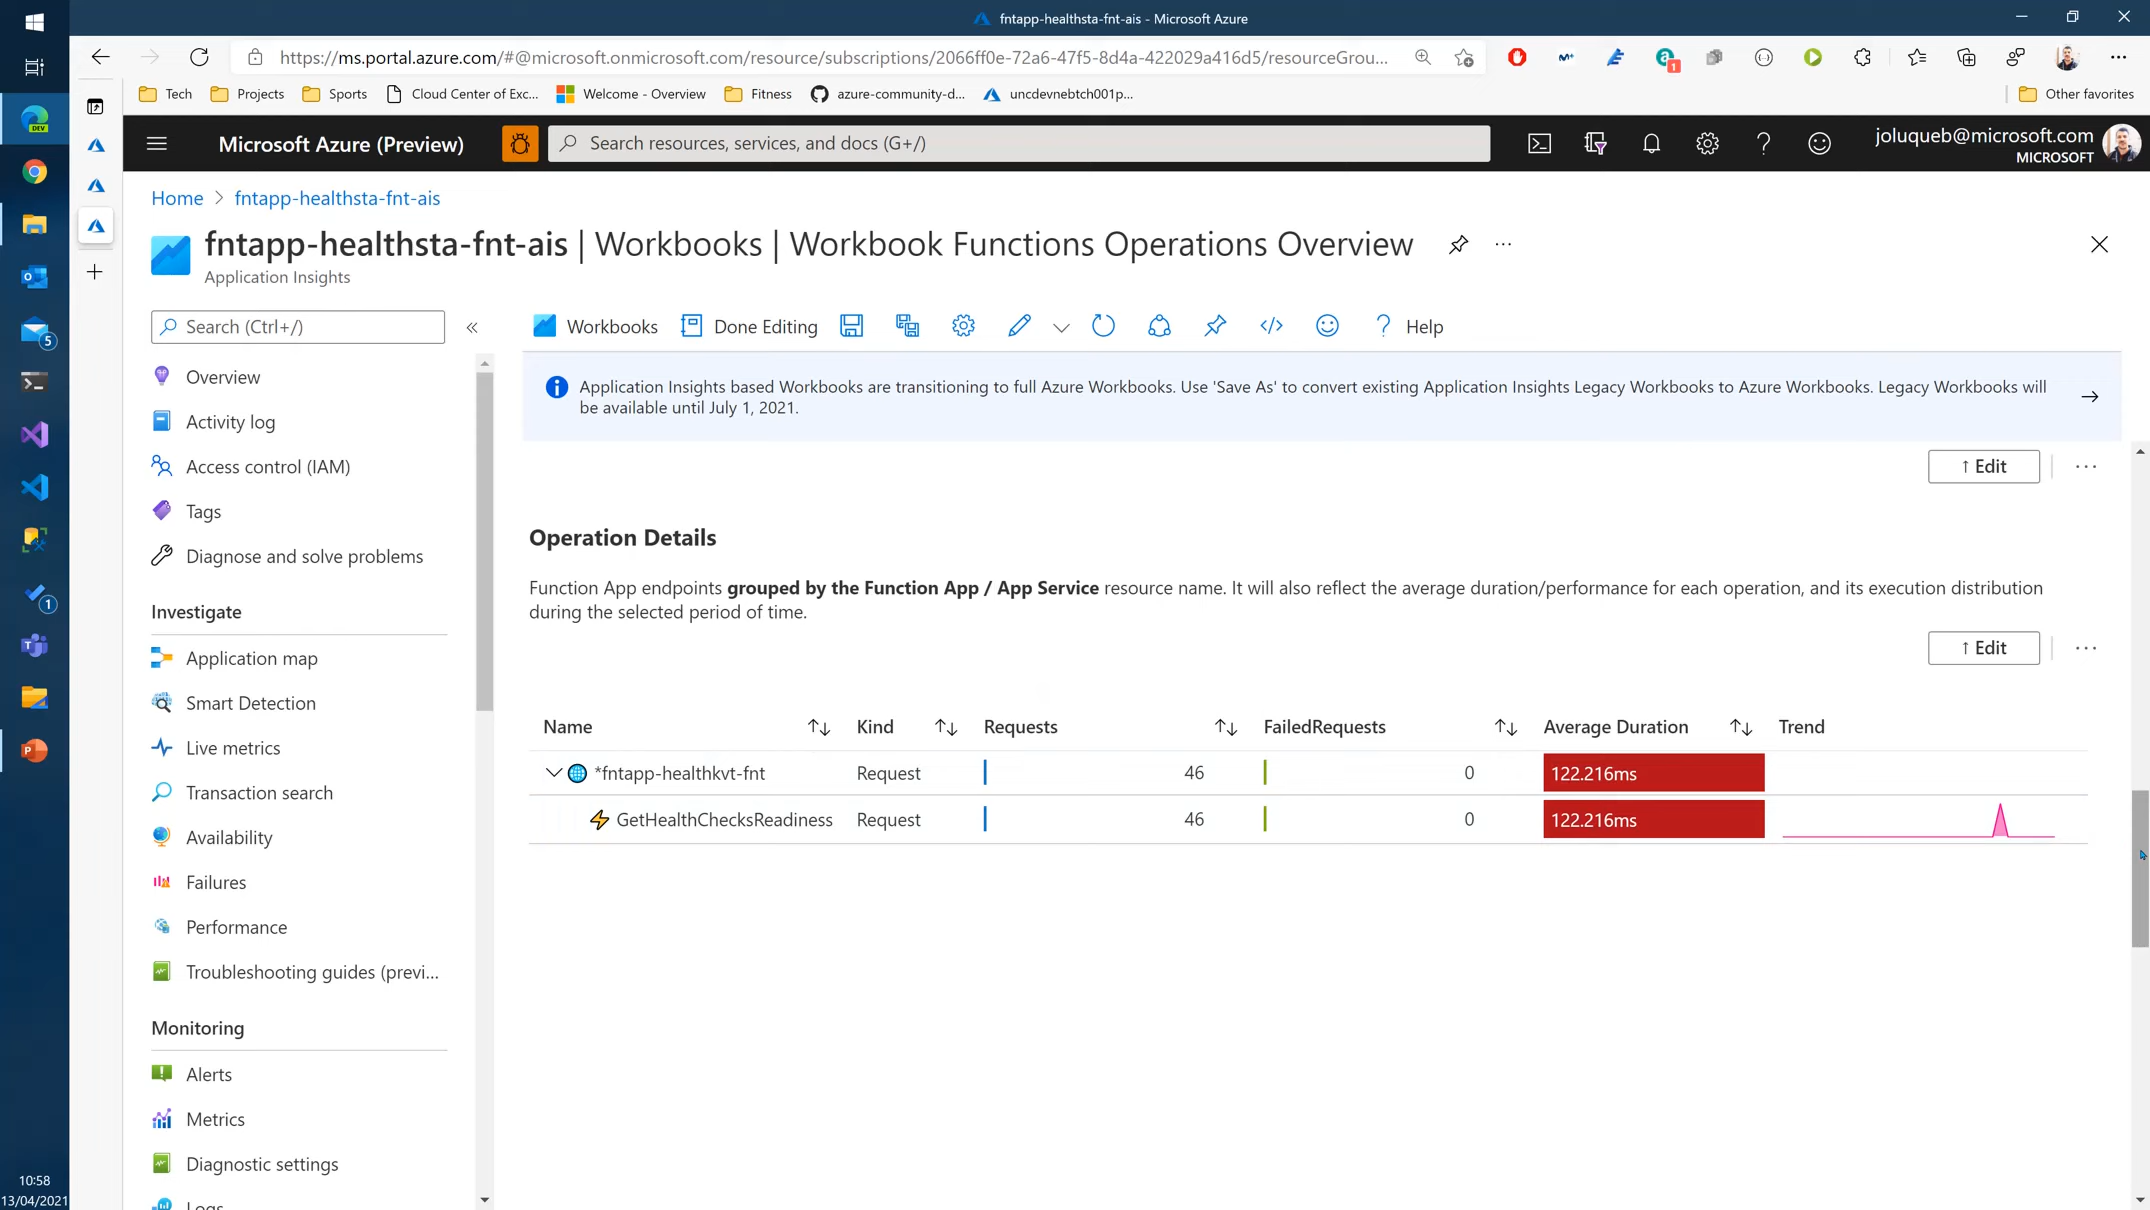 fntapp-healthsta-fnt-ais - Microsoft Azure
https://ms.portal.azure.com/#@microsoft.onmicrosoft.com/resource/subscriptions/2066ff0e-72a6-47f5-8d4a-422029a416d5/resourceGrou...
Tech
Projects
Sports
Cloud Center of Exc...
Welcome - Overview
Fitness
azure-community-d...
uncdevnebtch001p...
Other favorites
Microsoft Azure (Preview)
Search resources, services, and docs (G+/)
joluqueb@microsoft.com
MICROSOFT
Home > fntapp-healthsta-fnt-ais
fntapp-healthsta-fnt-ais | Workbooks | Workbook Functions Operations Overview
...
Application Insights
Search (Ctrl+/)
«
Workbooks
Done Editing
Help
Application Insights based Workbooks are transitioning to full Azure Workbooks. Use 'Save As' to convert existing Application Insights Legacy Workbooks to Azure Workbooks. Legacy Workbooks will
be available until July 1, 2021.
Overview
Activity log
Access control (IAM)
Tags
Diagnose and solve problems
Investigate
Application map
Smart Detection
Live metrics
Transaction search
Availability
Failures
Performance
Troubleshooting guides (previ...
Monitoring
Alerts
Metrics
Diagnostic settings
Logs
↑ Edit
...
Operation Details
Function App endpoints grouped by the Function App / App Service resource name. It will also reflect the average duration/performance for each operation, and its execution distribution
during the selected period of time.
↑ Edit
...
Name ↑↓ Kind ↑↓ Requests ↑↓ FailedRequests ↑↓ Average Duration ↑↓ Trend
*fntapp-healthkvt-fnt Request 46 0 122.216ms
GetHealthChecksReadiness Request 46 0 122.216ms
DEV
5
1
1
10:58
13/04/2021